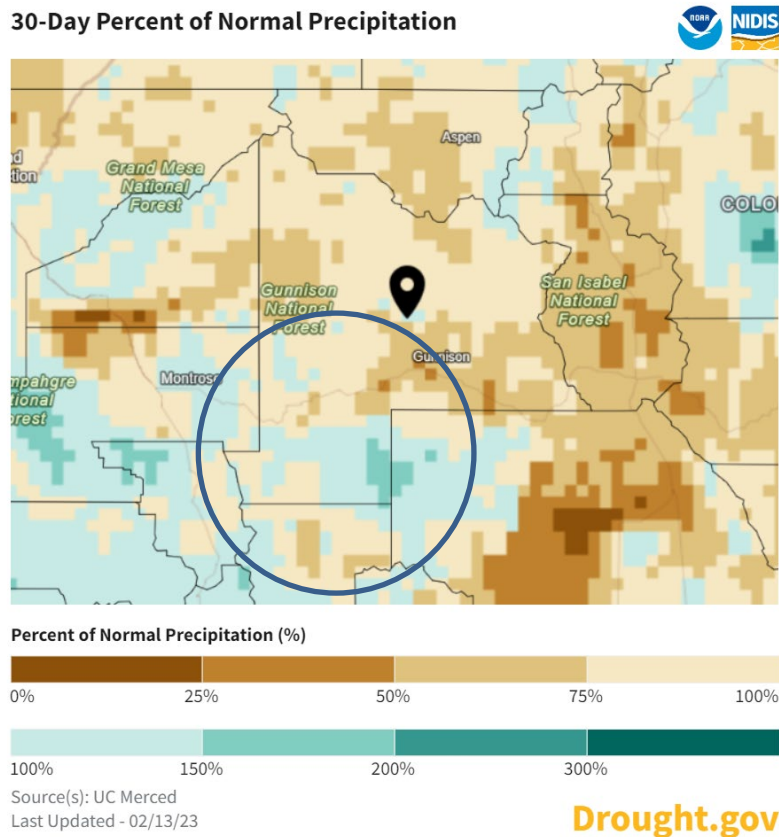 30-Day Percent of Normal Precipitation
NOAA
NIDIS
Aspen
Grand Mesa
National
Forest
COLO
Gunnison
National
Forest
San Isabel
National
Forest
Gunnison
Montrose
Percent of Normal Precipitation (%)
0% 25% 50% 75% 100%
100% 150% 200% 300%
Source(s): UC Merced
Last Updated - 02/13/23
Drought.gov